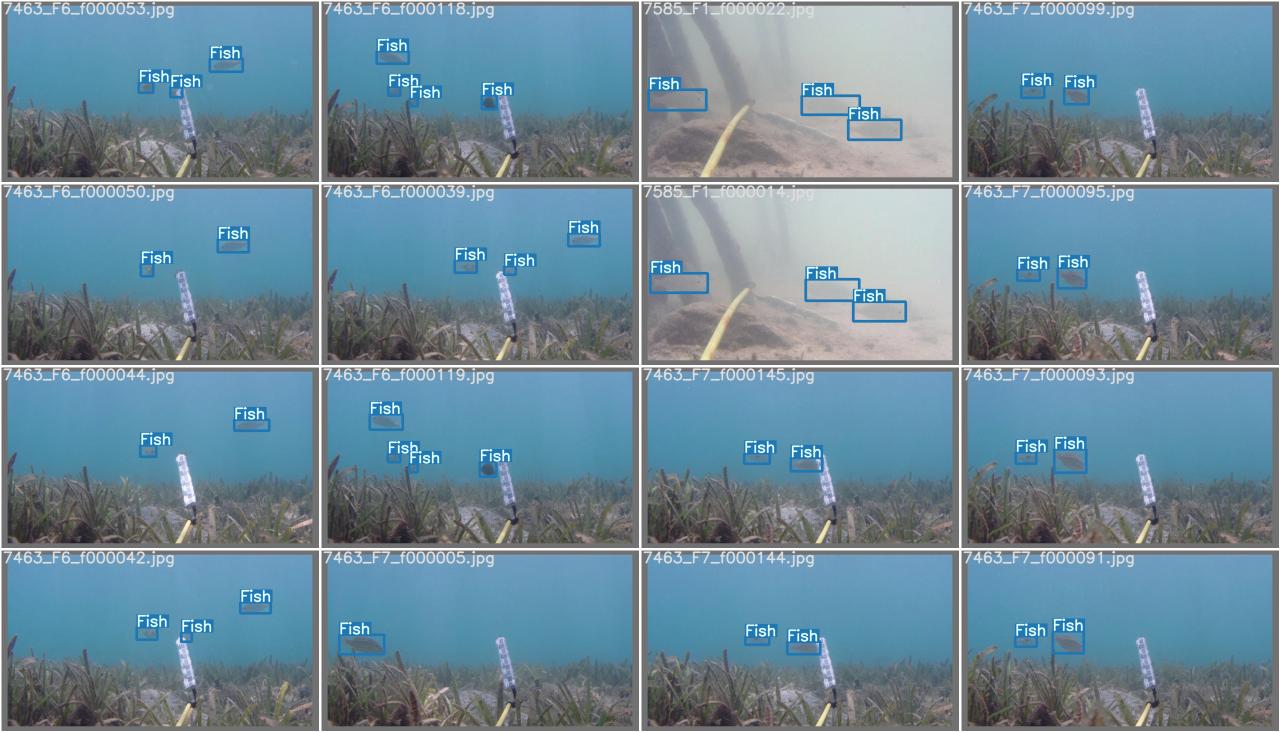 7463_F6_f000053.jpg
Fish
Fish
Fish
7463_F6_f000118.jpg
Fish
Fish
Fish
Fish
7585_F1_f000022.jpg
Fish
Fish
Fish
7463_F7_f000099.jpg
Fish
Fish
7463_F6_f000050.jpg
Fish
Fish
7463_F6_f000039.jpg
Fish
Fish
Fish
7585_F1_f000014.jpg
Fish
Fish
Fish
7463_F7_f000095.jpg
Fish
Fish
7463_F6_f000044.jpg
Fish
Fish
7463_F6_f000119.jpg
Fish
Fish
Fish
Fish
7463_F7_f000145.jpg
Fish
Fish
7463_F7_f000093.jpg
Fish
Fish
7463_F6_f000042.jpg
Fish
Fish
Fish
7463_F7_f000005.jpg
Fish
7463_F7_f000144.jpg
Fish
Fish
7463_F7_f000091.jpg
Fish
Fish